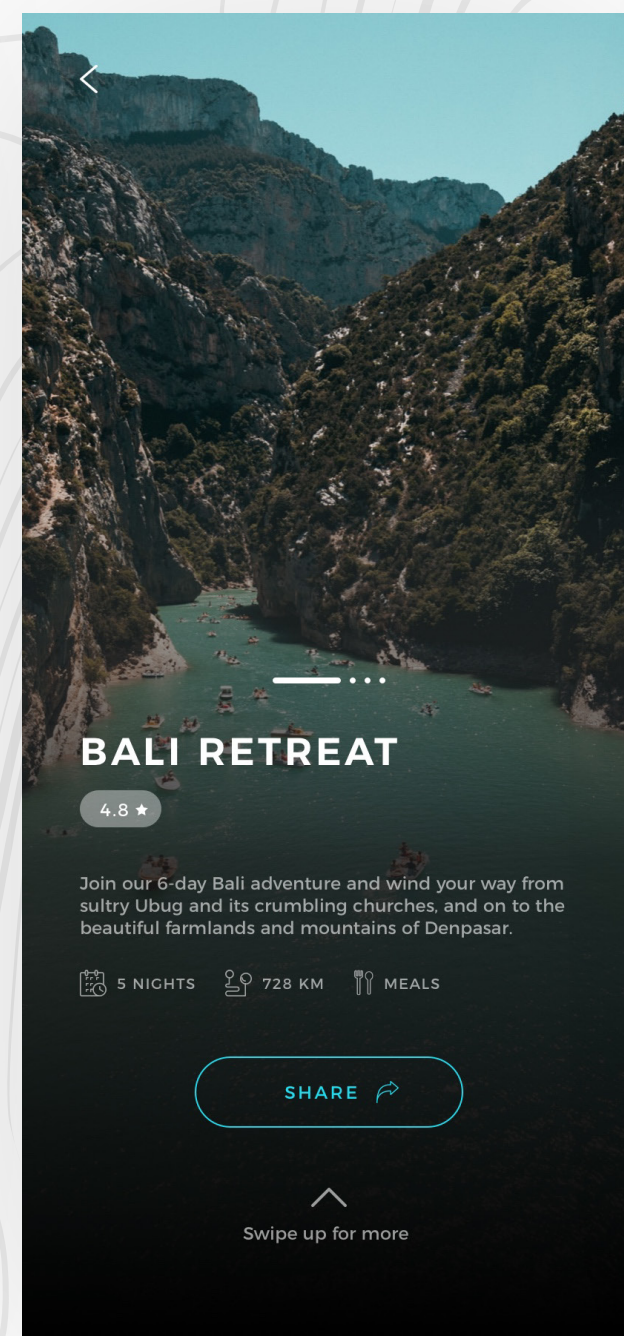 BALI RETREAT
4.8
Join our 6-day Bali adventure and wind your way from
sultry Ubug and its crumbling churches, and on to the
beautiful farmlands and mountains of Denpasar.
5 NIGHTS 728 KM MEALS
SHARE
Swipe up for more